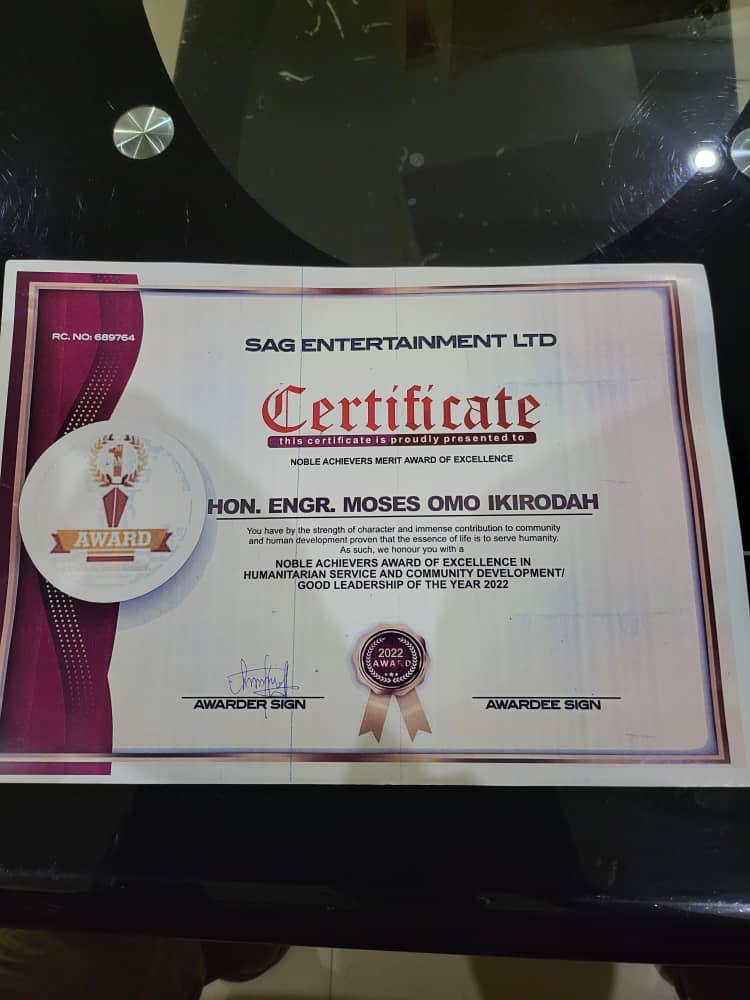 RC. NO: 689764
SAG ENTERTAINMENT LTD
Certificate
this certificate is proudly presented to
NOBLE ACHIEVERS MERIT AWARD OF EXCELLENCE
1
AWARD
HON. ENGR. MOSES OMO IKIRODAH
You have by the strength of character and immense contribution to community
and human development proven that the essence of life is to serve humanity.
As such, we honour you with a
NOBLE ACHIEVERS AWARD OF EXCELLENCE IN
HUMANITARIAN SERVICE AND COMMUNITY DEVELOPMENT/
GOOD LEADERSHIP OF THE YEAR 2022
2022
AWARD
AWARDER SIGN
AWARDEE SIGN